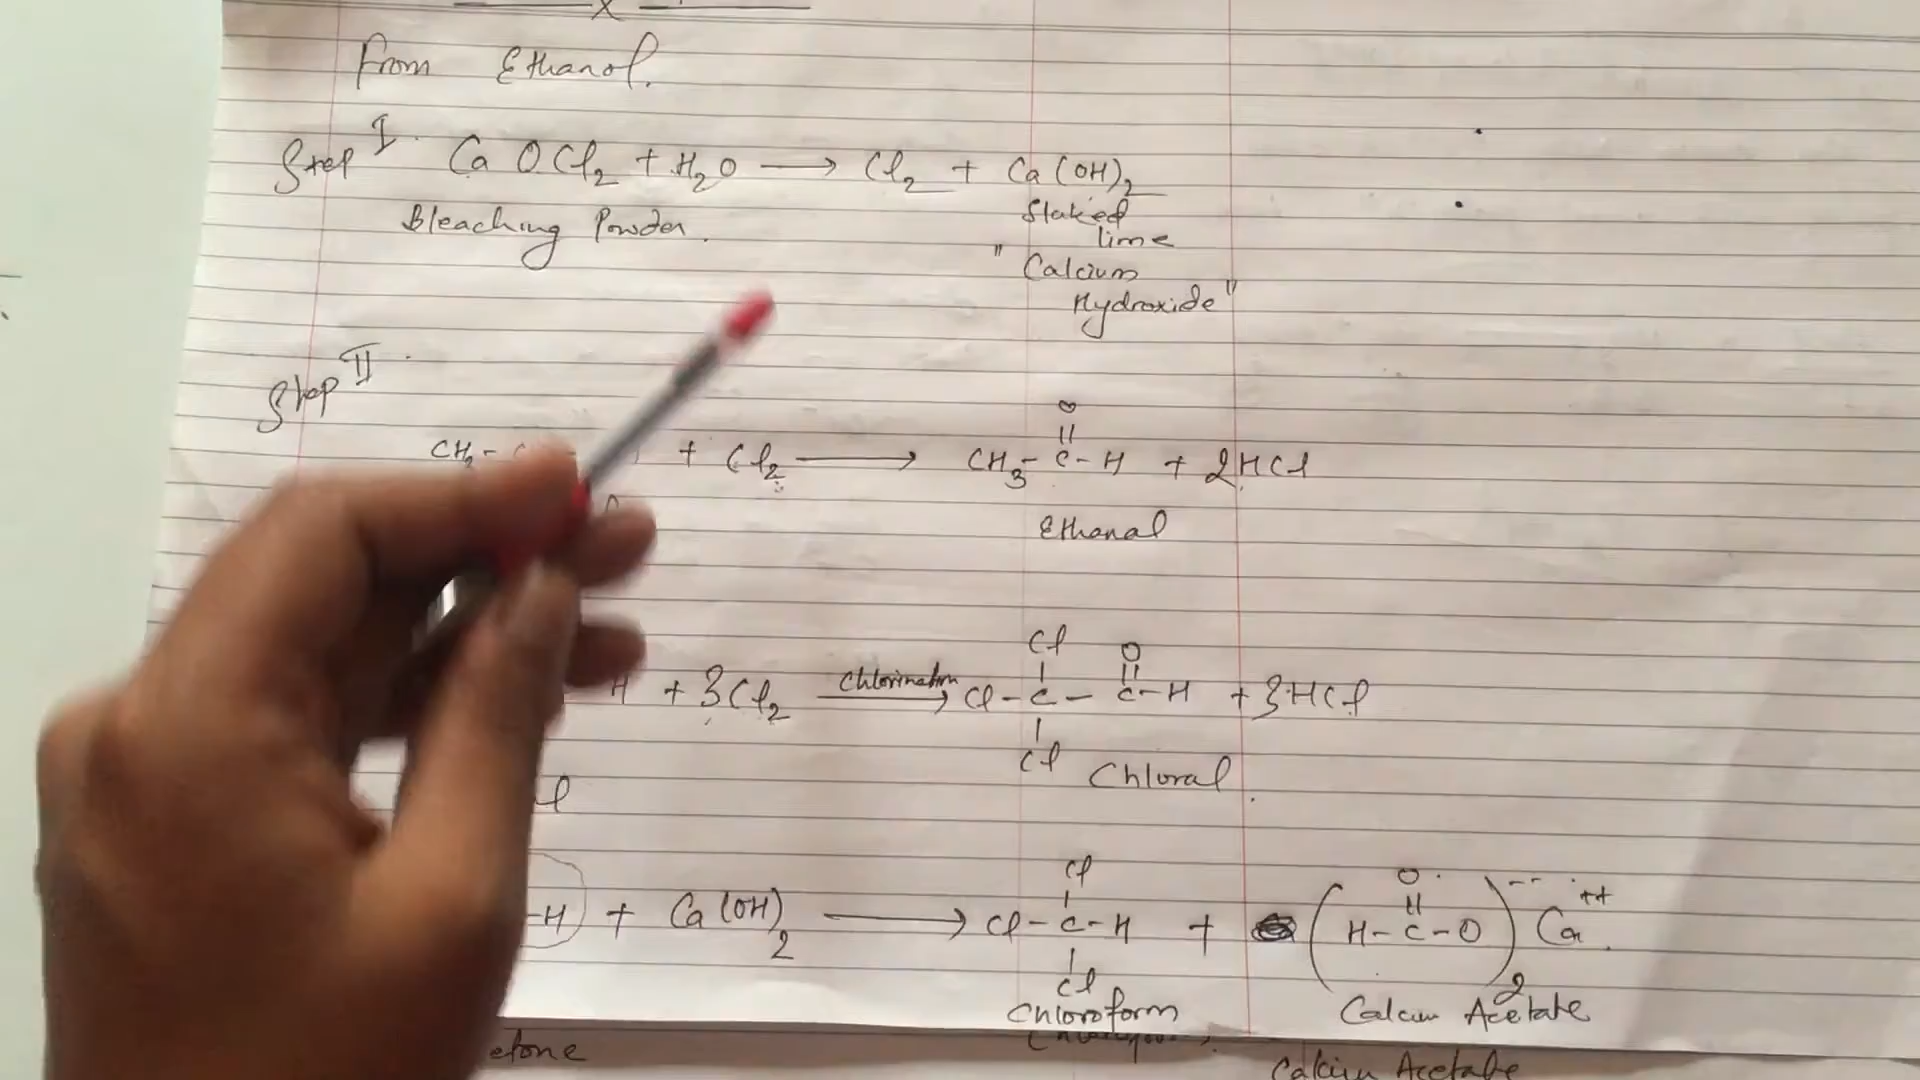 From Ethanol.
Step I. CaOCl2 + H2O → Cl2 + Ca(OH)2
Bleaching Powder.
Slaked
lime
"Calcium
Hydroxide"
Step II.
O
||
CH2- + Cl2 → CH3-C-H + 2HCl
Ethanal
Cl O
| ||
H + 3Cl2 Chlorination → Cl-C-C-H + 3HCl
|
Cl Chloral.
Cl O
| ||
-H + Ca(OH)2 → Cl-C-H + (H-C-O)2 -- Ca++
|
Cl
Chloroform Calcium Acetate
etone
Calcium Acetate